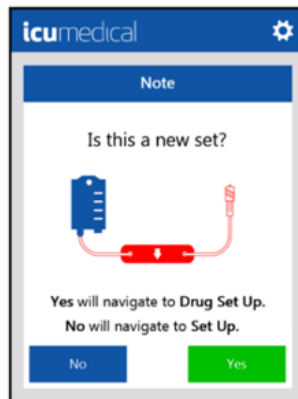 icumedical
Note
Is this a new set?
Yes will navigate to Drug Set Up.
No will navigate to Set Up.
No
Yes